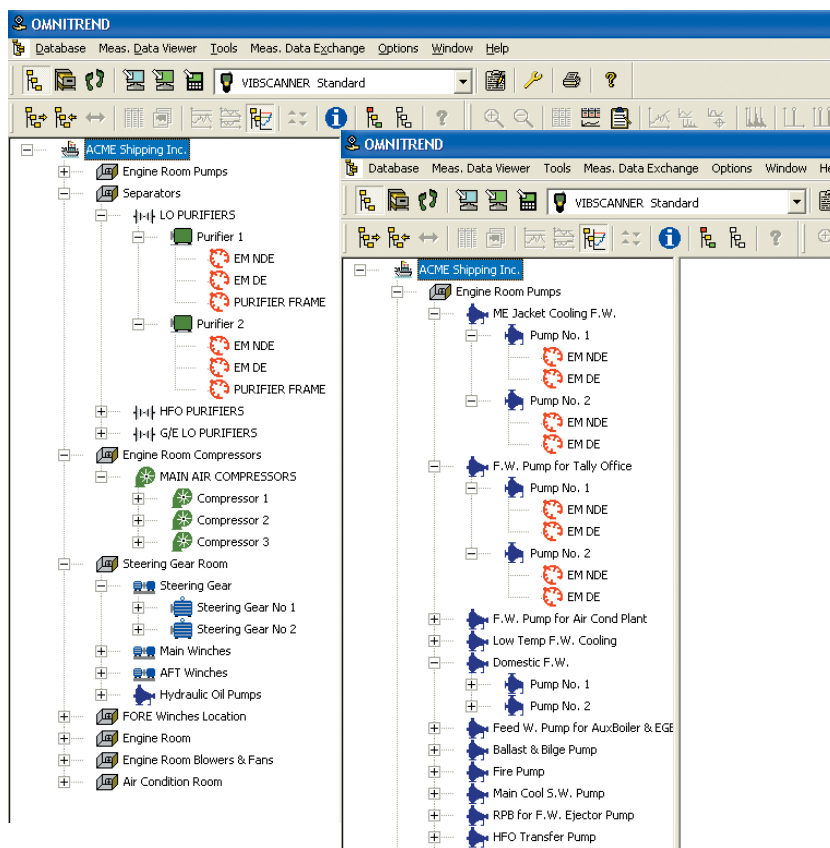 OMNITREND
Database Meas. Data Viewer Tools Meas. Data Exchange Options Window Help
VIBSCANNER Standard
ACME Shipping Inc.
Engine Room Pumps
Separators
LO PURIFIERS
Purifier 1
EM NDE
EM DE
PURIFIER FRAME
Purifier 2
EM NDE
EM DE
PURIFIER FRAME
HFO PURIFIERS
G/E LO PURIFIERS
Engine Room Compressors
MAIN AIR COMPRESSORS
Compressor 1
Compressor 2
Compressor 3
Steering Gear Room
Steering Gear
Steering Gear No 1
Steering Gear No 2
Main Winches
AFT Winches
Hydraulic Oil Pumps
FORE Winches Location
Engine Room
Engine Room Blowers & Fans
Air Condition Room
OMNITREND
Database Meas. Data Viewer Tools Meas. Data Exchange Options Window He
VIBSCANNER Standard
ACME Shipping Inc.
Engine Room Pumps
ME Jacket Cooling F.W.
Pump No. 1
EM NDE
EM DE
Pump No. 2
EM NDE
EM DE
F.W. Pump for Tally Office
Pump No. 1
EM NDE
EM DE
Pump No. 2
EM NDE
EM DE
F.W. Pump for Air Cond Plant
Low Temp F.W. Cooling
Domestic F.W.
Pump No. 1
Pump No. 2
Feed W. Pump for AuxBoiler & EGE
Ballast & Bilge Pump
Fire Pump
Main Cool S.W. Pump
RPB for F.W. Ejector Pump
HFO Transfer Pump